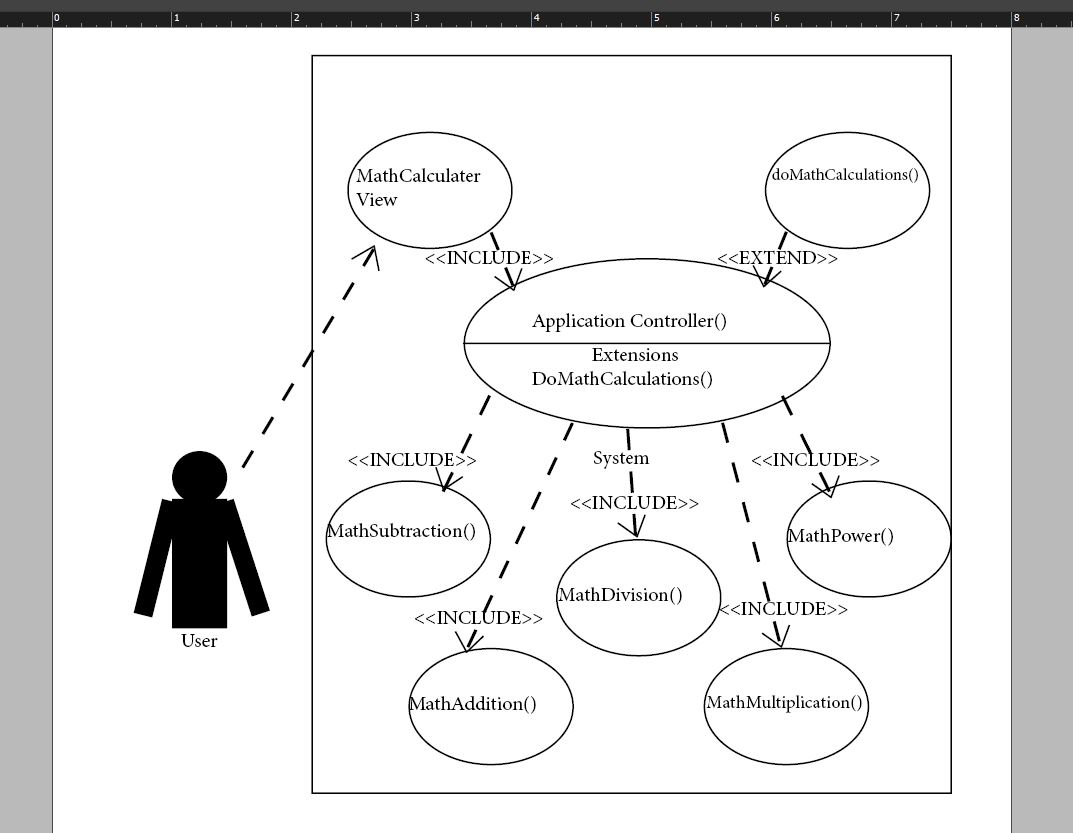 0 1 2 3 4 5 6 7 8
MathCalculater
View
doMathCalculations()
<<INCLUDE>>
<<EXTEND>>
Application Controller()
Extensions
DoMathCalculations()
<<INCLUDE>>
System
<<INCLUDE>>
<<INCLUDE>>
MathSubtraction()
MathPower()
MathDivision()
<<INCLUDE>>
<<INCLUDE>>
User
MathAddition()
MathMultiplication()